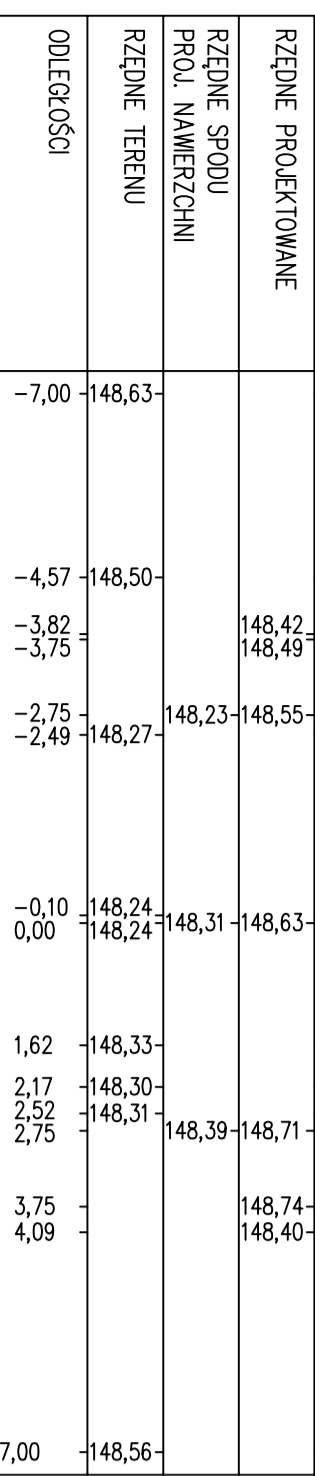 RZĘDNE PROJEKTOWANE
RZĘDNE SPODU
PROJ. NAWIERZCHNI
RZĘDNE TERENU
ODLEGŁOŚCI
-7,00 148,63
-4,57 148,50
-3,82 148,42
-3,75 148,49
-2,75 148,23 148,55
-2,49 148,27
-0,10 148,24
0,00 148,24 148,31 148,63
1,62 148,33
2,17 148,30
2,52 148,31
2,75 148,39 148,71
3,75 148,74
4,09 148,40
7,00 148,56